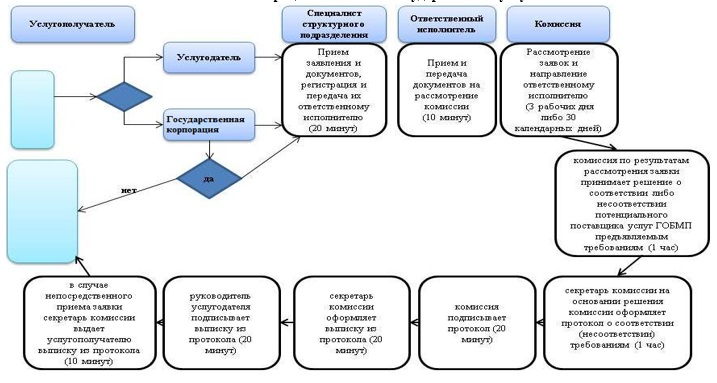 Услугополучатель
Специалист
структурного
подразделения
Ответственный
исполнитель
Комиссия
Услугодатель
Государственная
корпорация
да
нет
Прием
заявления и
документов,
регистрация и
передача их
ответственному
исполнителю
(20 минут)
Прием и
передача
документов на
рассмотрение
комиссии
(10 минут)
Рассмотрение
заявок и
направление
ответственному
исполнителю
(3 рабочих дня
либо 30
календарных дней)
комиссия по результатам
рассмотрения заявки
принимает решение о
соответствии либо
несоответствии
потенциального
поставщика услуг ГОБМП
предъявляемым
требованиям (1 час)
секретарь комиссии на
основании решения
комиссии оформляет
протокол о соответствии
(несоответствии)
требованиям (1 час)
комиссия
подписывает
протокол (20 минут)
секретарь
комиссии
оформляет
выписку из
протокола (20
минут)
руководитель
услугодателя
подписывает
выписку из
протокола (20
минут)
в случае
непосредственного
приема заявки
секретарь комиссии
выдает
услугополучателю
выписки из протокола
(10 минут)